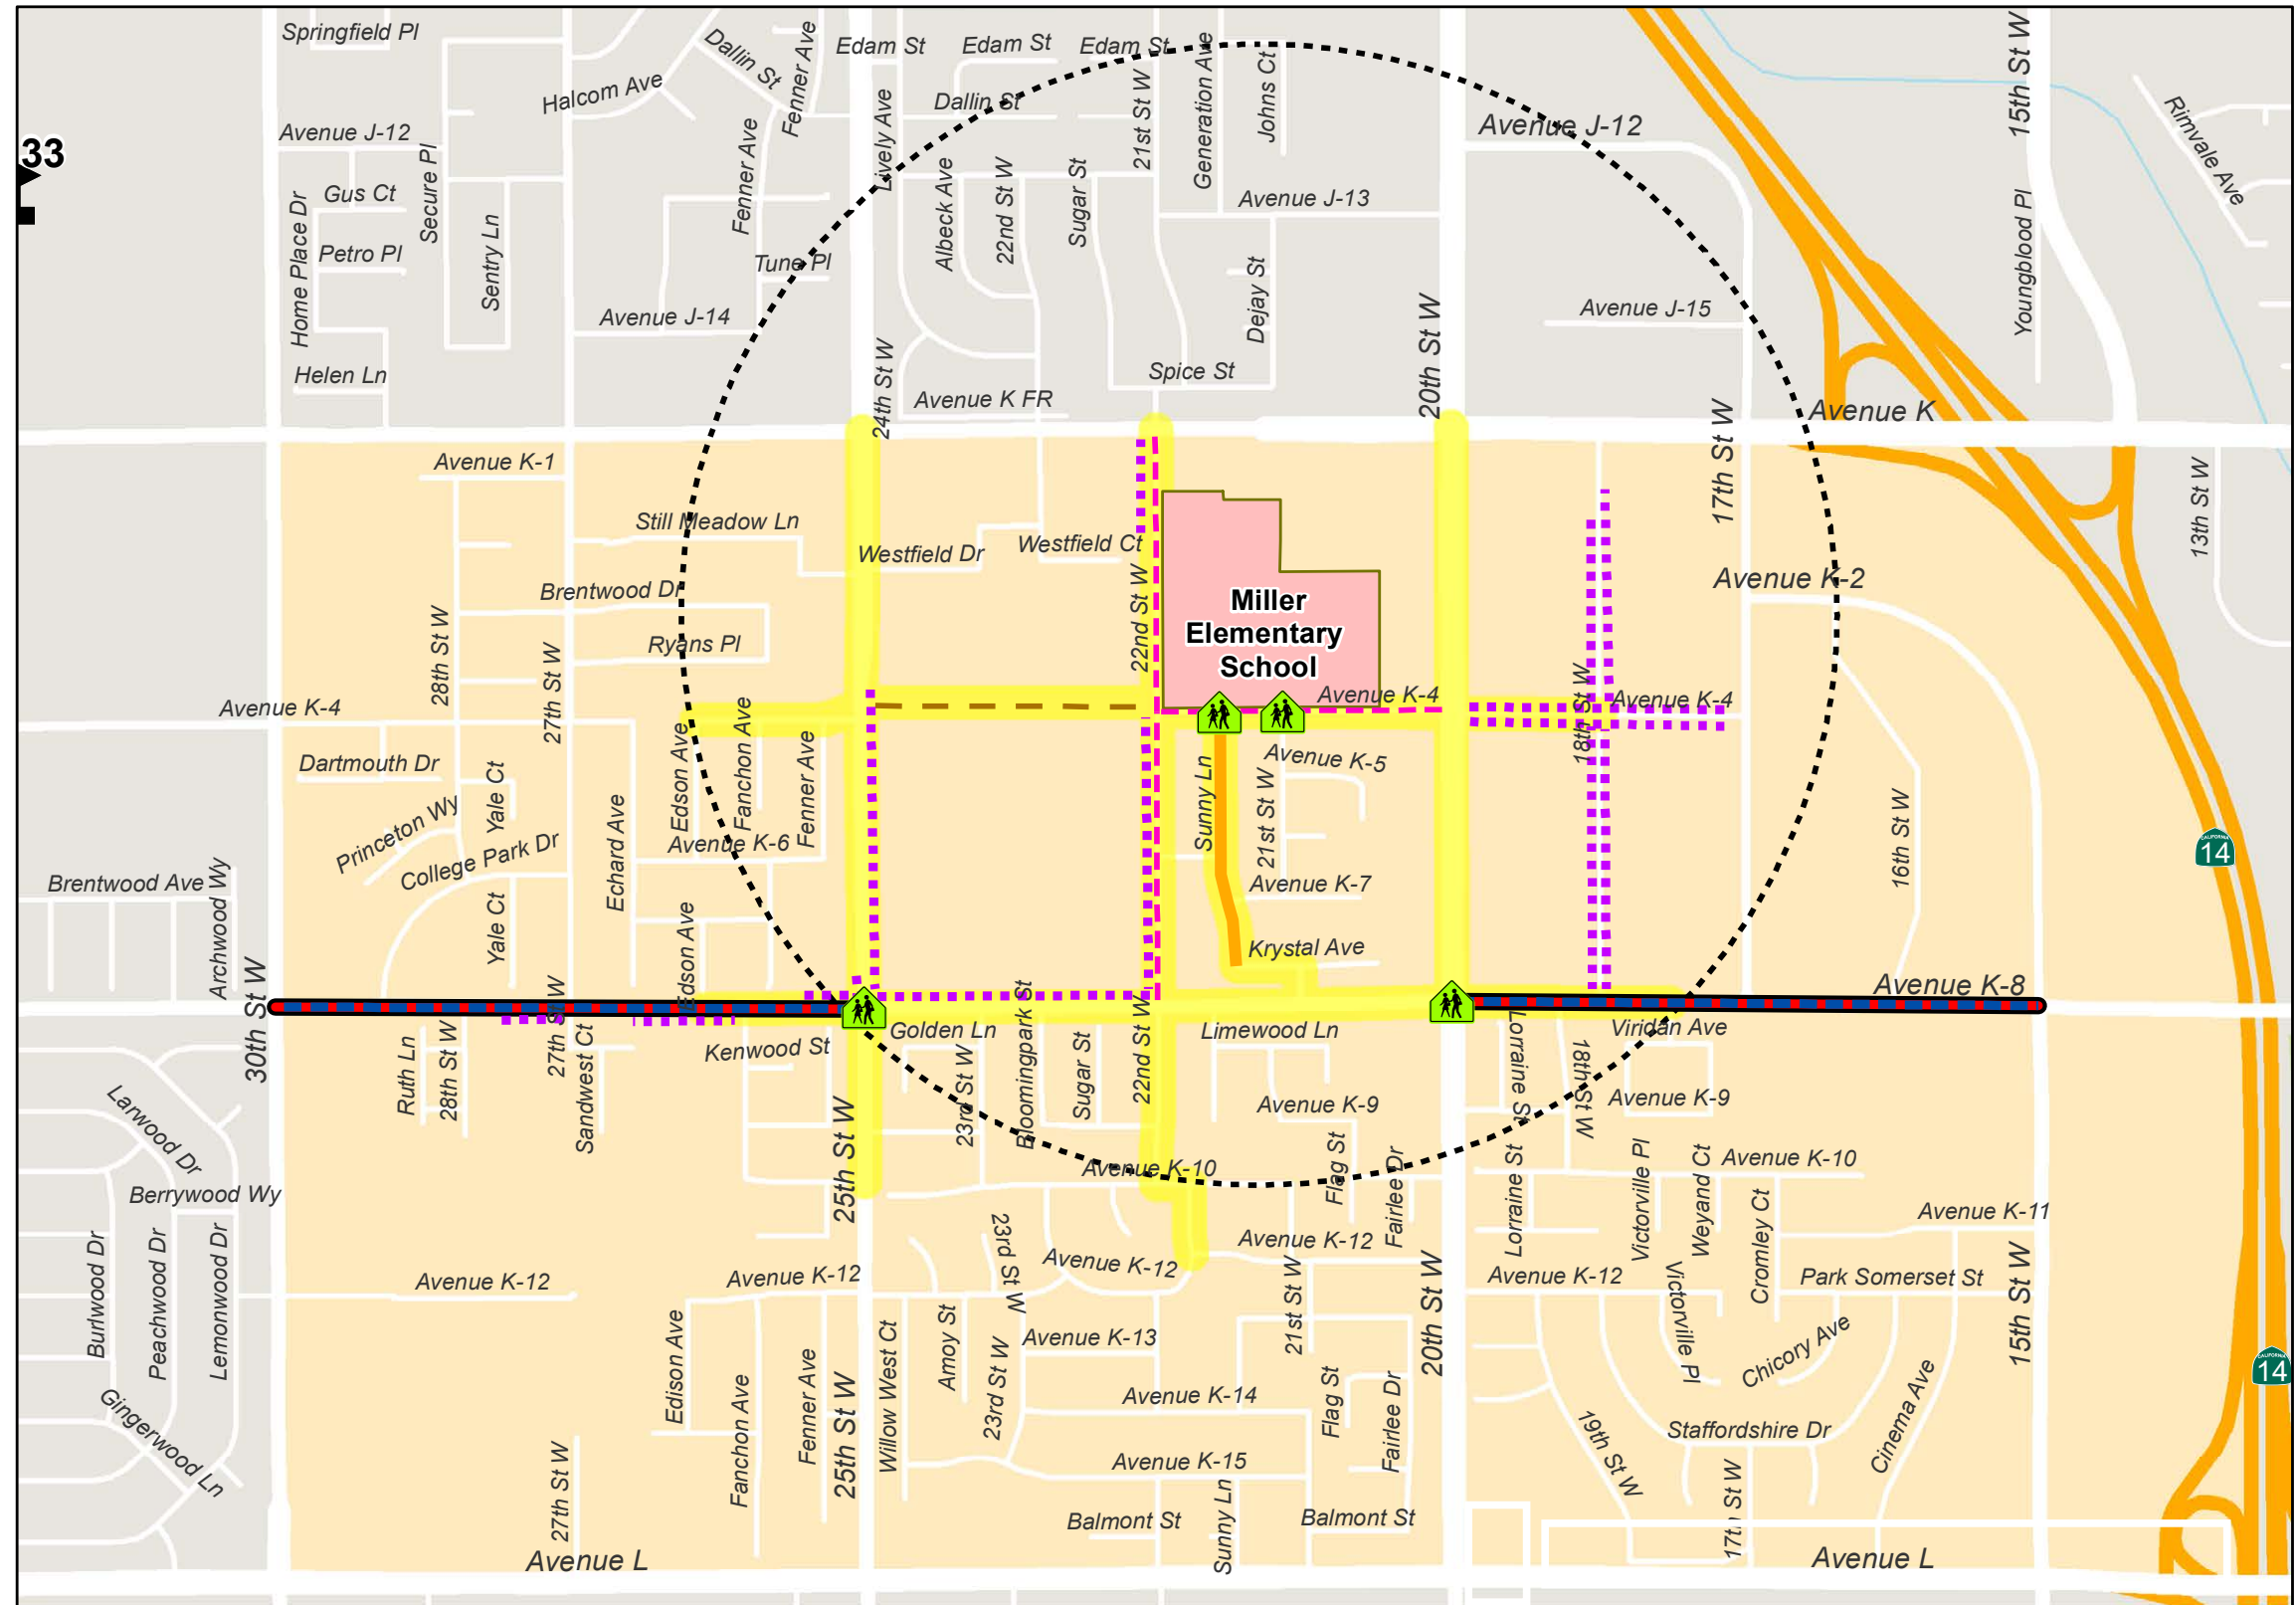 Springfield Pl
Dallin St
Fenner Ave
Edam St
Edam St
Edam St
Generation Ave
Johns Ct
15th St W
Halcom Ave
Lively Ave
Dallin St
21st St W
Rimvale Ave
33
Avenue J-12
Avenue J-12
Secure Pl
Fenner Ave
Gus Ct
Albeck Ave
22nd St W
Sugar St
Avenue J-13
Home Place Dr
Sentry Ln
Petro Pl
Tune Pl
Dejay St
Youngblood Pl
Avenue J-14
Avenue J-15
20th St W
24th St W
Helen Ln
Spice St
Avenue K FR
Avenue K
17th St W
Avenue K-1
13th St W
Still Meadow Ln
Westfield Dr
Westfield Ct
Brentwood Dr
Avenue K-2
22nd St W
Miller
Elementary
School
28th St W
Ryans Pl
27th St W
Avenue K-4
Avenue K-4
Avenue K-4
18th St W
Edson Ave
Fanchon Ave
Fenner Ave
Dartmouth Dr
Yale Ct
Sunny Ln
Avenue K-5
21st St W
Princeton Wy
Echard Ave
Avenue K-6
16th St W
CALIFORNIA
14
College Park Dr
Brentwood Ave
Archwood Wy
Yale Ct
Avenue K-7
Edson Ave
Krystal Ave
30th St W
27th St W
Avenue K-8
Bloomingpark St
22nd St W
Golden Ln
Limewood Ln
Lorraine St
Viridan Ave
Ruth Ln
28th St W
Sandwest Ct
Kenwood St
23rd St W
Sugar St
18th St W
Avenue K-9
Avenue K-9
Larwood Dr
25th St W
Avenue K-10
Flag St
Fairlee Dr
Lorraine St
Victorville Pl
Weyand Ct
Avenue K-10
Berrywood Wy
Cromley Ct
Avenue K-11
Burlwood Dr
Peachwood Dr
Lemonwood Dr
23rd St W
Avenue K-12
Avenue K-12
Avenue K-12
Avenue K-12
Avenue K-12
20th St W
21st St W
Victorville Pl
Park Somerset St
15th St W
Edison Ave
Fenner Ave
Willow West Ct
Amoy St
23rd St W
Avenue K-13
Chicory Ave
CALIFORNIA
14
Gingerwood Ln
Fanchon Ave
25th St W
Avenue K-14
Flag St
Fairlee Dr
19th St W
Staffordshire Dr
Cinema Ave
27th St W
Avenue K-15
Sunny Ln
17th St W
Balmont St
Balmont St
Avenue L
Avenue L